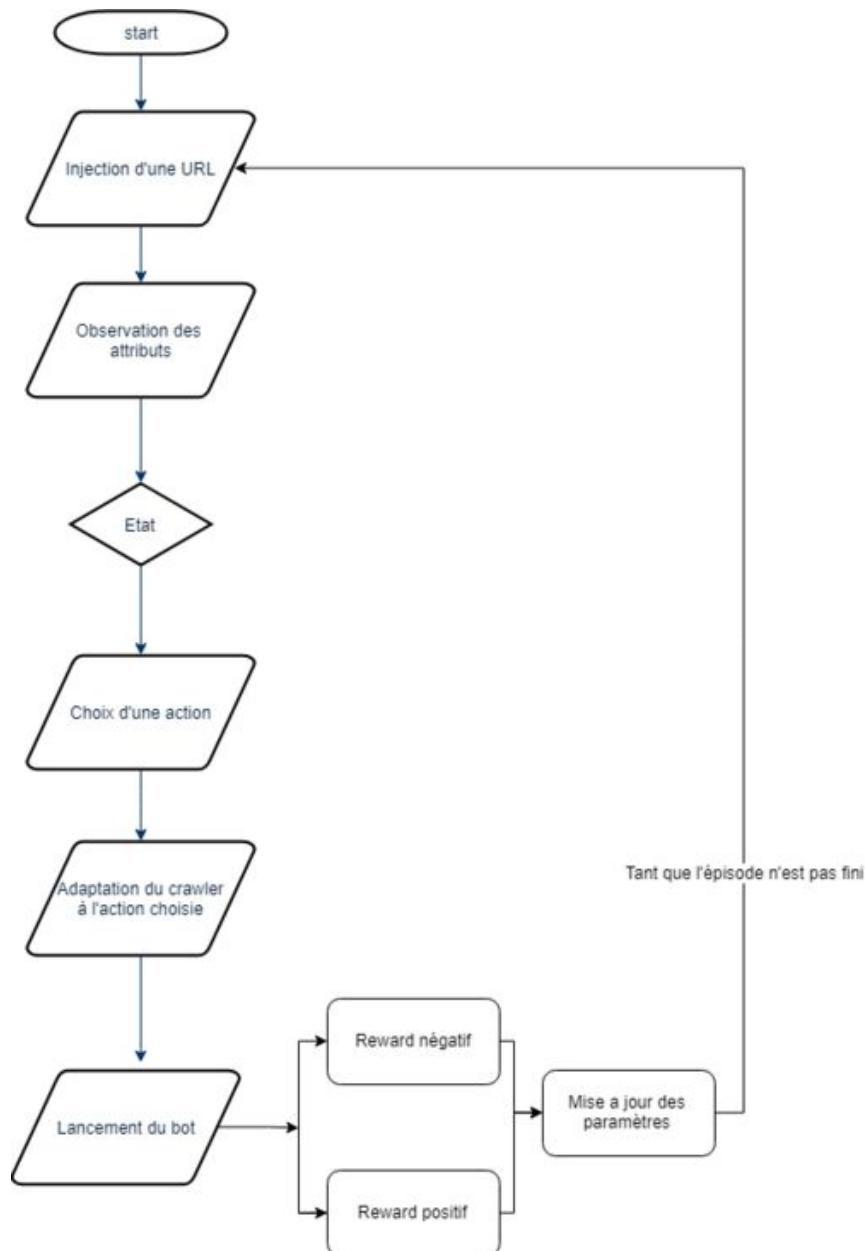 start
Injection d'une URL
Observation des
attributs
Etat
Choix d'une action
Adaptation du crawler
à l'action choisie
Tant que l'épisode n'est pas fini
Lancement du bot
Reward négatif
Mise a jour des
paramètres
Reward positif